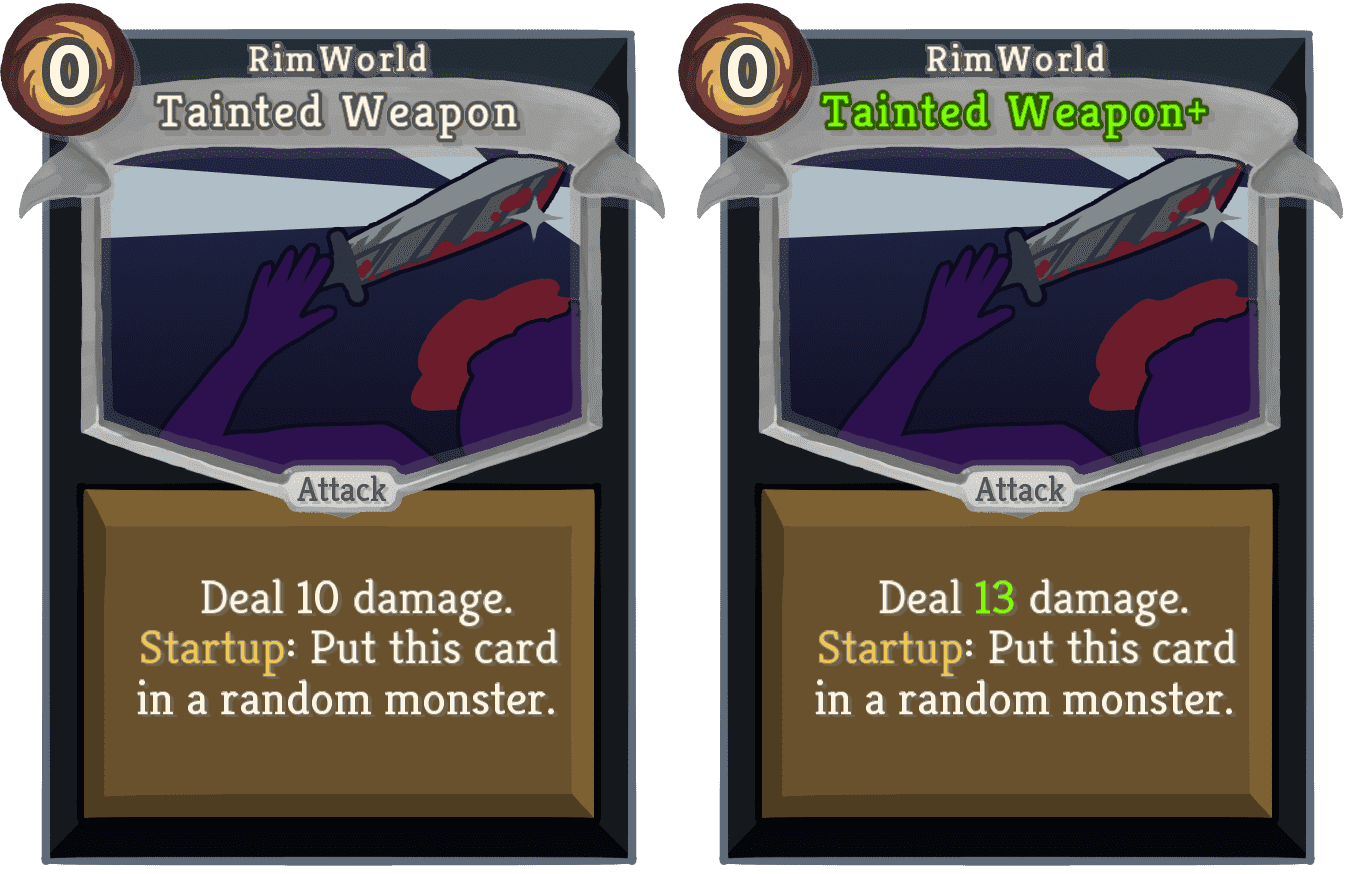 0
RimWorld
Tainted Weapon
Attack
Deal 10 damage.
Startup: Put this card
in a random monster.
0
RimWorld
Tainted Weapon+
Attack
Deal 13 damage.
Startup: Put this card
in a random monster.